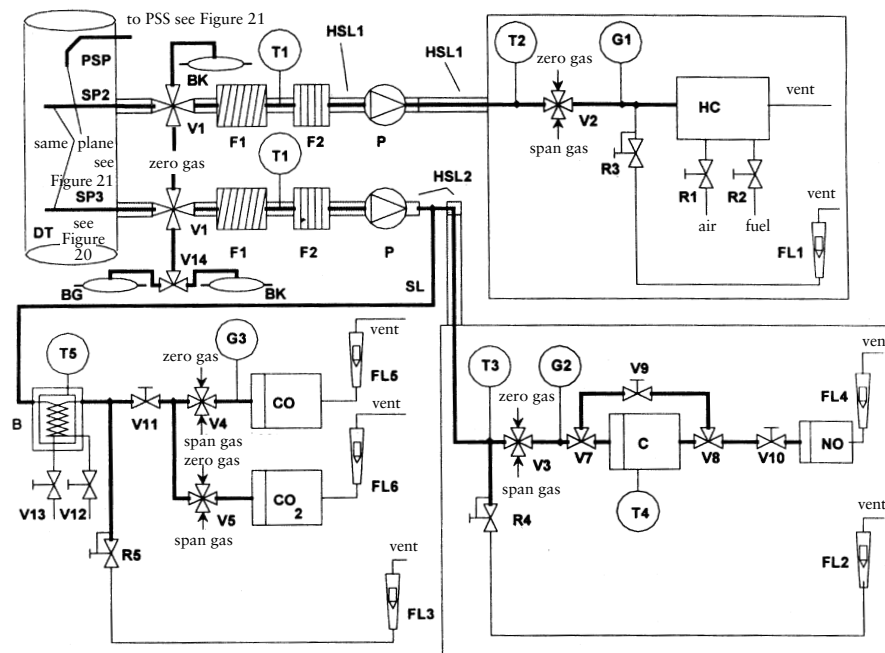 to PSS see Figure 21
PSP
BK
T1
HSL1
HSL1
T2
zero gas
G1
SP2
V1
F1
F2
P
V2
span gas
HC
vent
same plane
see
Figure 21
zero gas
T1
R3
R1
R2
air
fuel
vent
SP3
HSL2
see
Figure
20
DT
V1
F1
F2
P
FL1
V14
BG
BK
SL
vent
T5
zero gas
G3
FL5
T3
G2
V9
vent
FL4
B
V11
V4
CO
zero gas
span gas
zero gas
vent
V3
V7
C
V8
V10
NO
span gas
CO
2
FL6
V13
V12
V5
span gas
R4
T4
vent
R5
vent
FL2
FL3